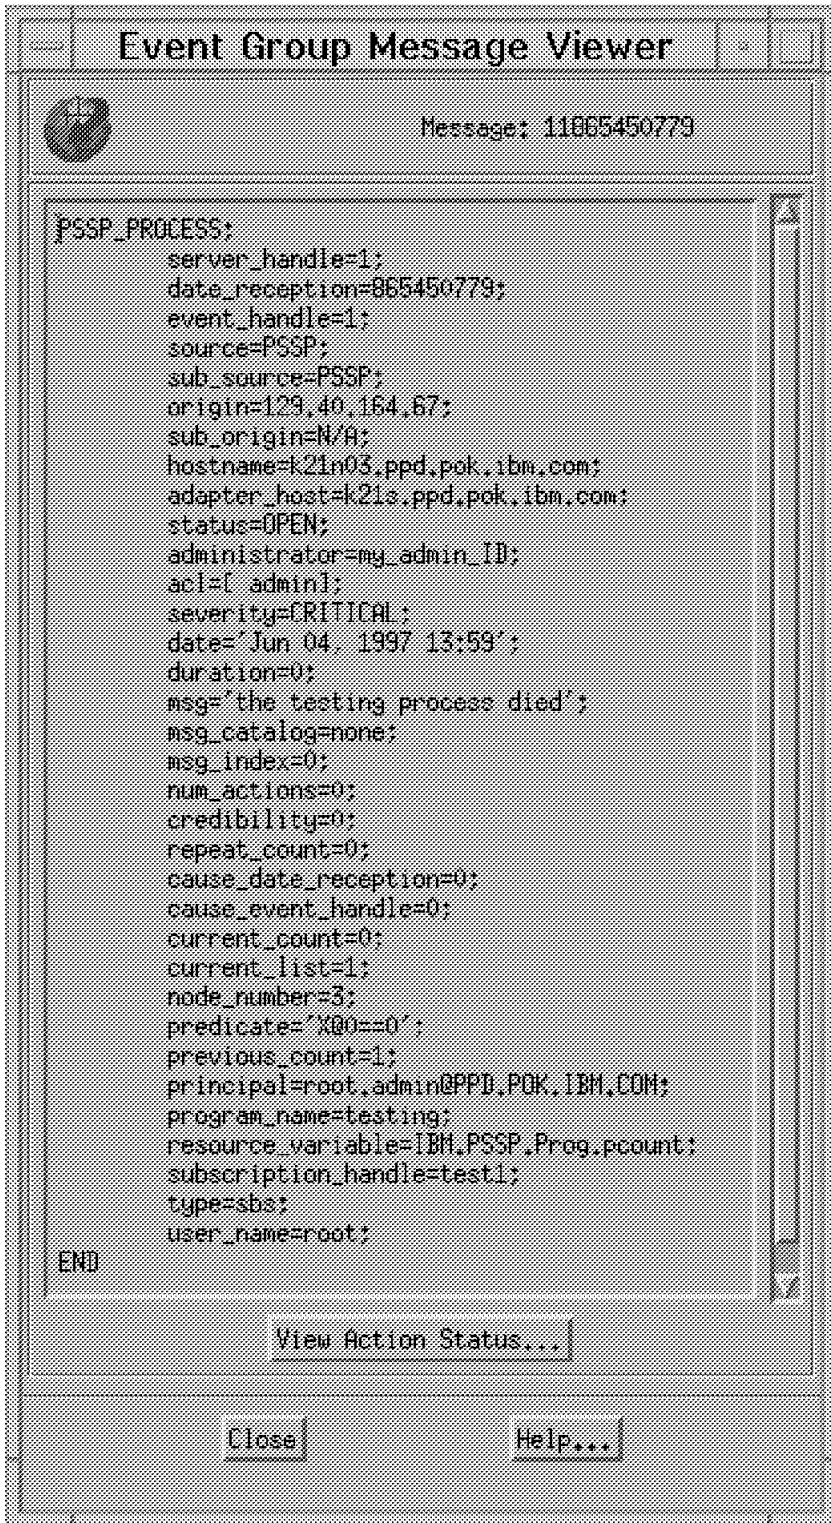 Event Group Message Viewer
Message: 11865450779
PSSP_PROCESS;
server_handle=1;
date_reception=865450779;
event_handle=1;
source=PSSP;
sub_source=PSSP;
origin=129.40.164.67;
sub_origin=N/A;
hostname=k21n03.ppd.pok.ibm.com;
adapter_host=k21s.ppd.pok.ibm.com;
status=OPEN;
administrator=my_admin_ID;
acl=[ admin];
severity=CRITICAL;
date='Jun 04, 1997 13:59';
duration=0;
msg='the testing process died';
msg_catalog=none;
msg_index=0;
num_actions=0;
credibility=0;
repeat_count=0;
cause_date_reception=0;
cause_event_handle=0;
current_count=0;
current_list=1;
node_number=3;
predicate='X@0==0';
previous_count=1;
principal=root.admin@PPD.POK.IBM.COM;
program_name=testing;
resource_variable=IBM.PSSP.Prog.pcount;
subscription_handle=test1;
type=sbs;
user_name=root;
END
View Action Status...
Close
Help...